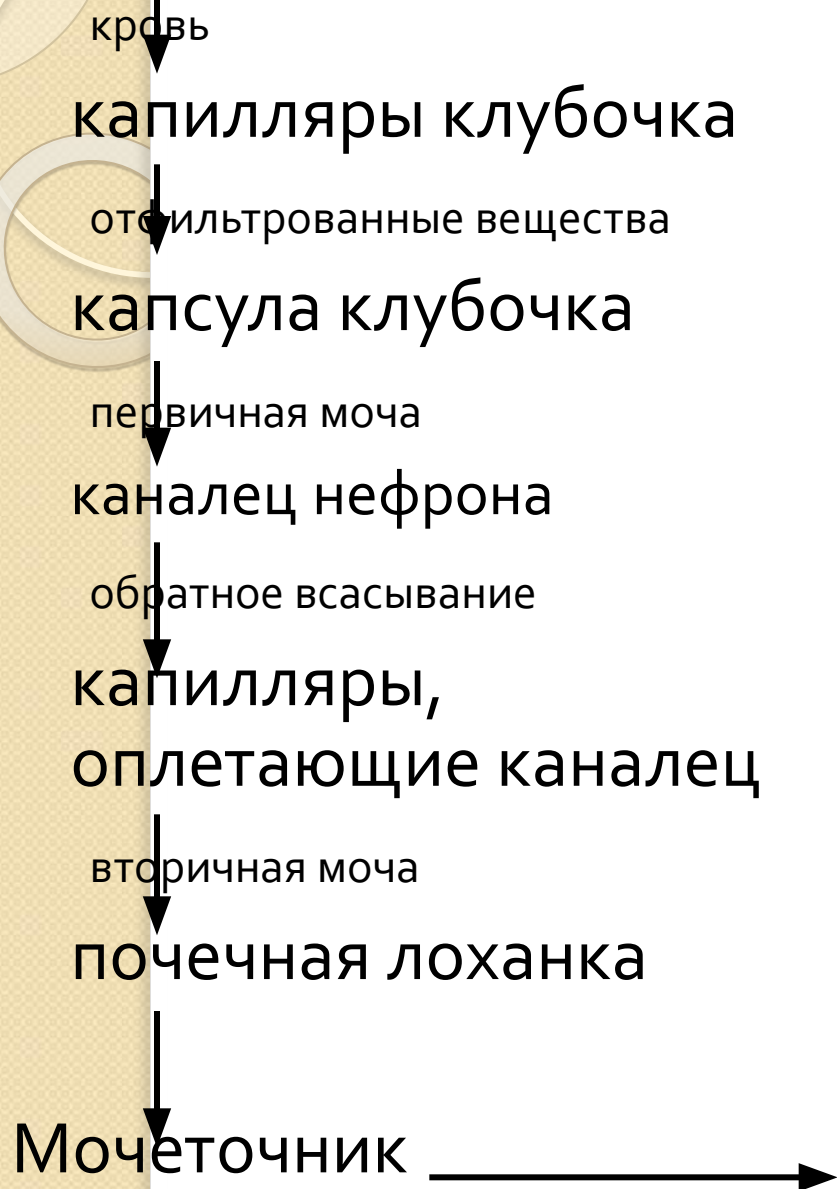 кровь
капилляры клубочка
отфильтрованные вещества
капсула клубочка
первичная моча
каналец нефрона
обратное всасывание
капилляры,
оплетающие каналец
вторичная моча
почечная лоханка
Мочеточник